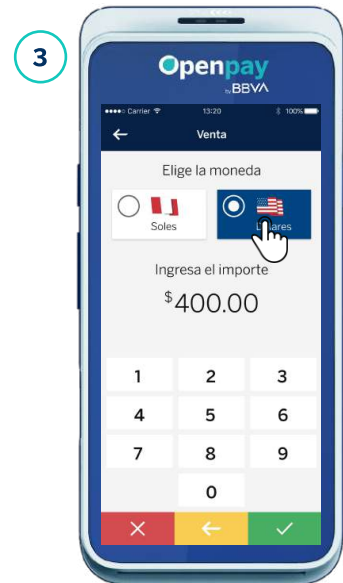 3
Openpay
by BBVA
Carrier 13:20 100%
Venta
Elige la moneda
Soles Dólares
Ingresa el importe
$400.00
1 2 3
4 5 6
7 8 9
0